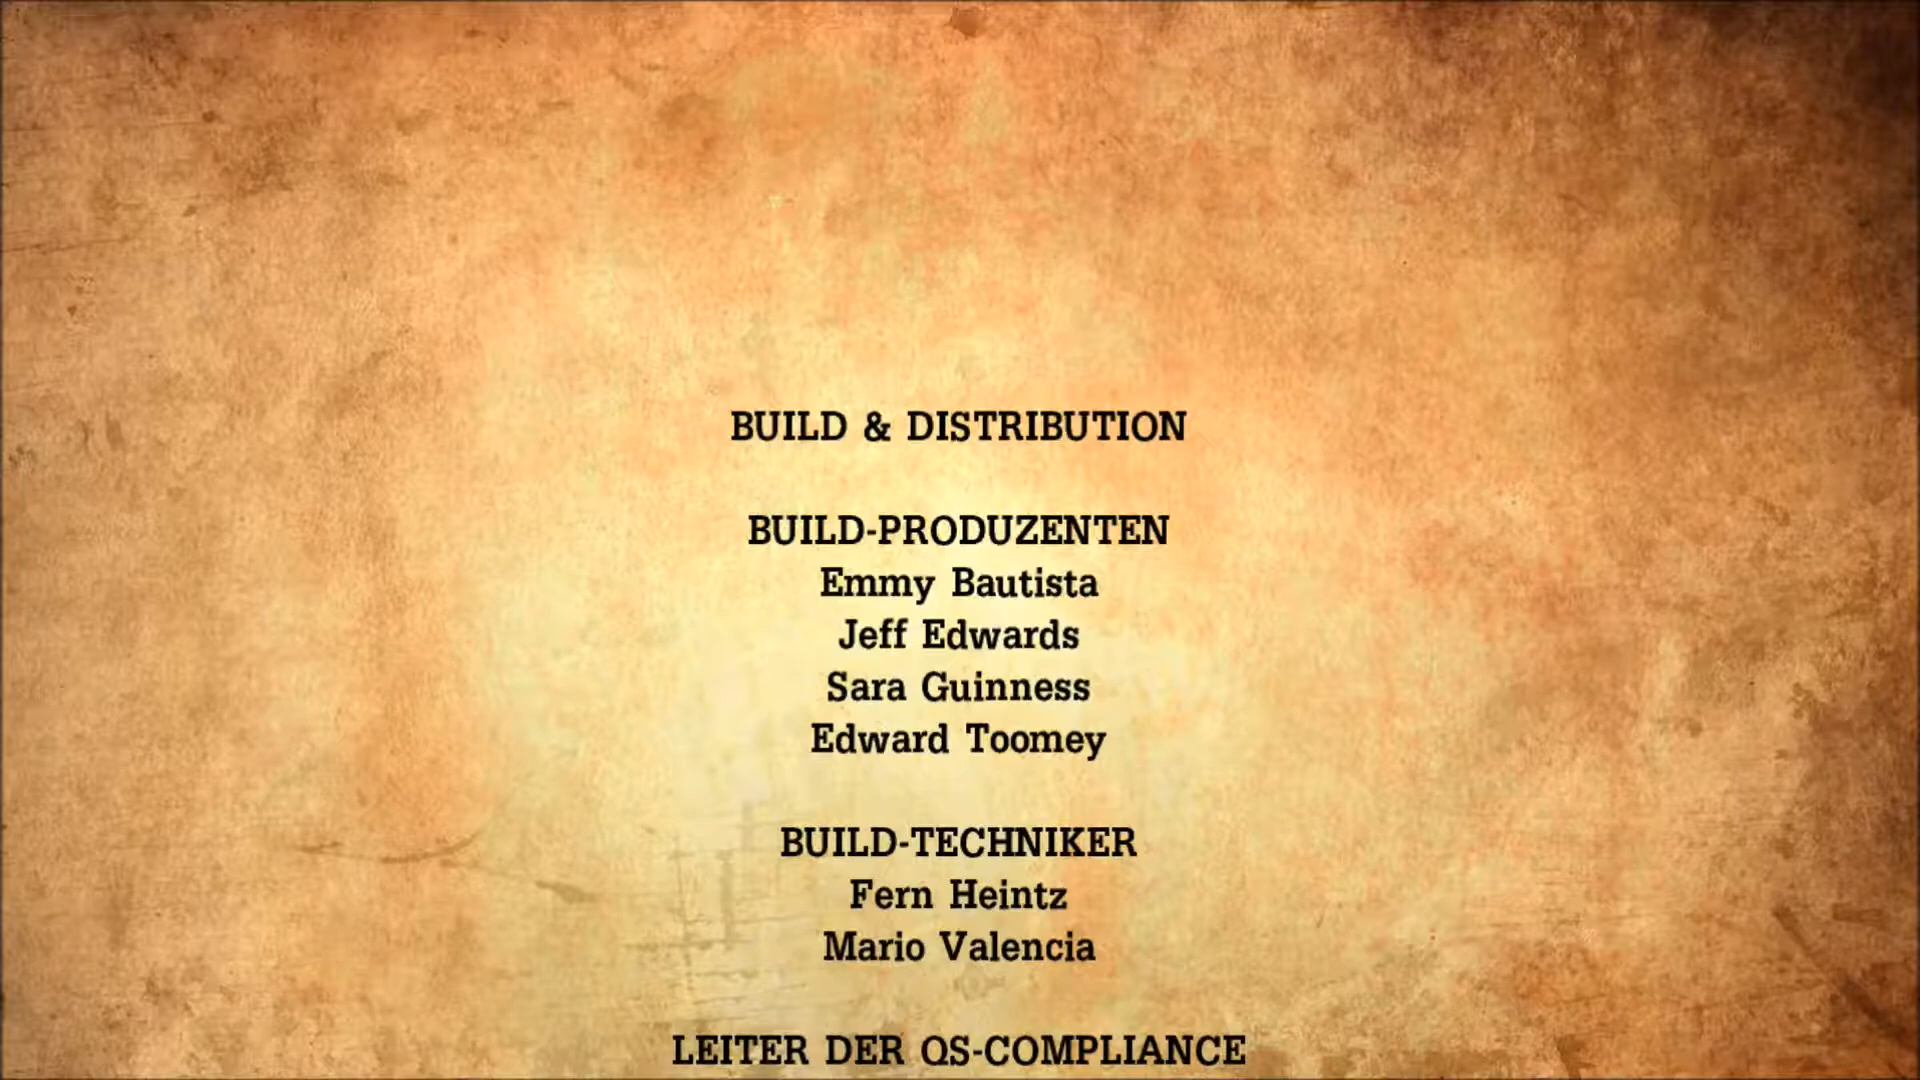 BUILD & DISTRIBUTION
BUILD-PRODUZENTEN
Emmy Bautista
Jeff Edwards
Sara Guinness
Edward Toomey
BUILD-TECHNIKER
Fern Heintz
Mario Valencia
LEITER DER QS-COMPLIANCE